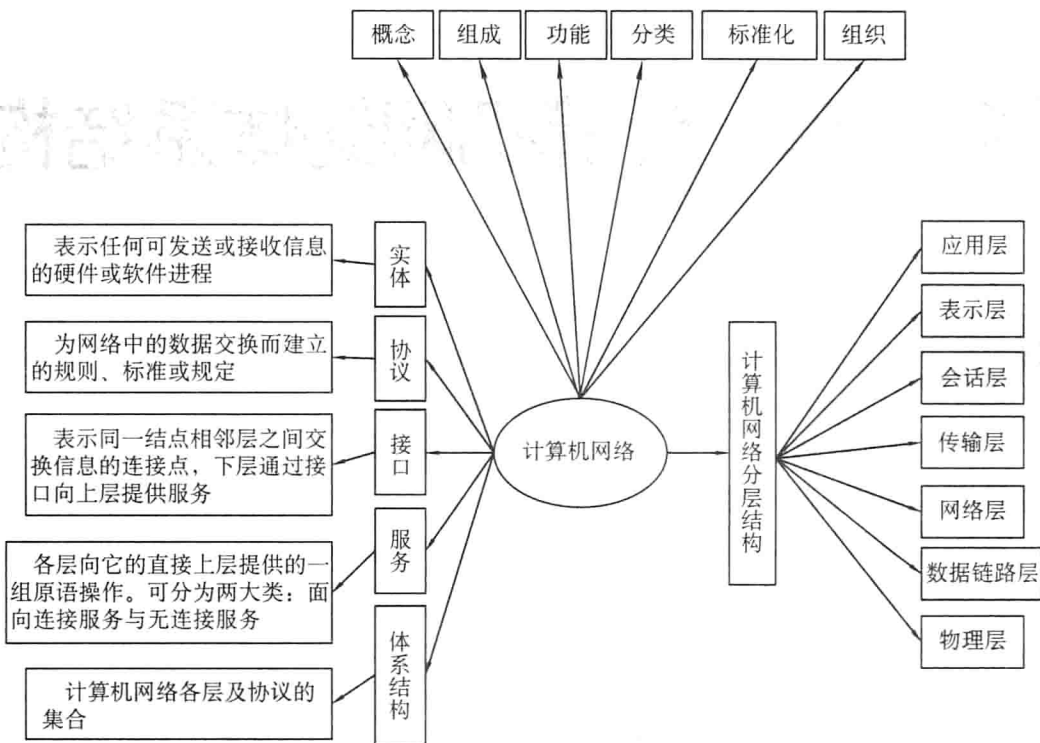 概念
组成
功能
分类
标准化
组织
表示任何可发送或接收信息
的硬件或软件进程
实体
为网络中的数据交换而建立
的规则、标准或规定
协议
表示同一结点相邻层之间交
换信息的连接点，下层通过接
口向上层提供服务
接口
各层向它的直接上层提供的一
组原语操作。可分为两大类：面
向连接服务与无连接服务
服务
计算机网络各层及协议的
集合
体系结构
计算机网络
计算机网络分层结构
应用层
表示层
会话层
传输层
网络层
数据链路层
物理层